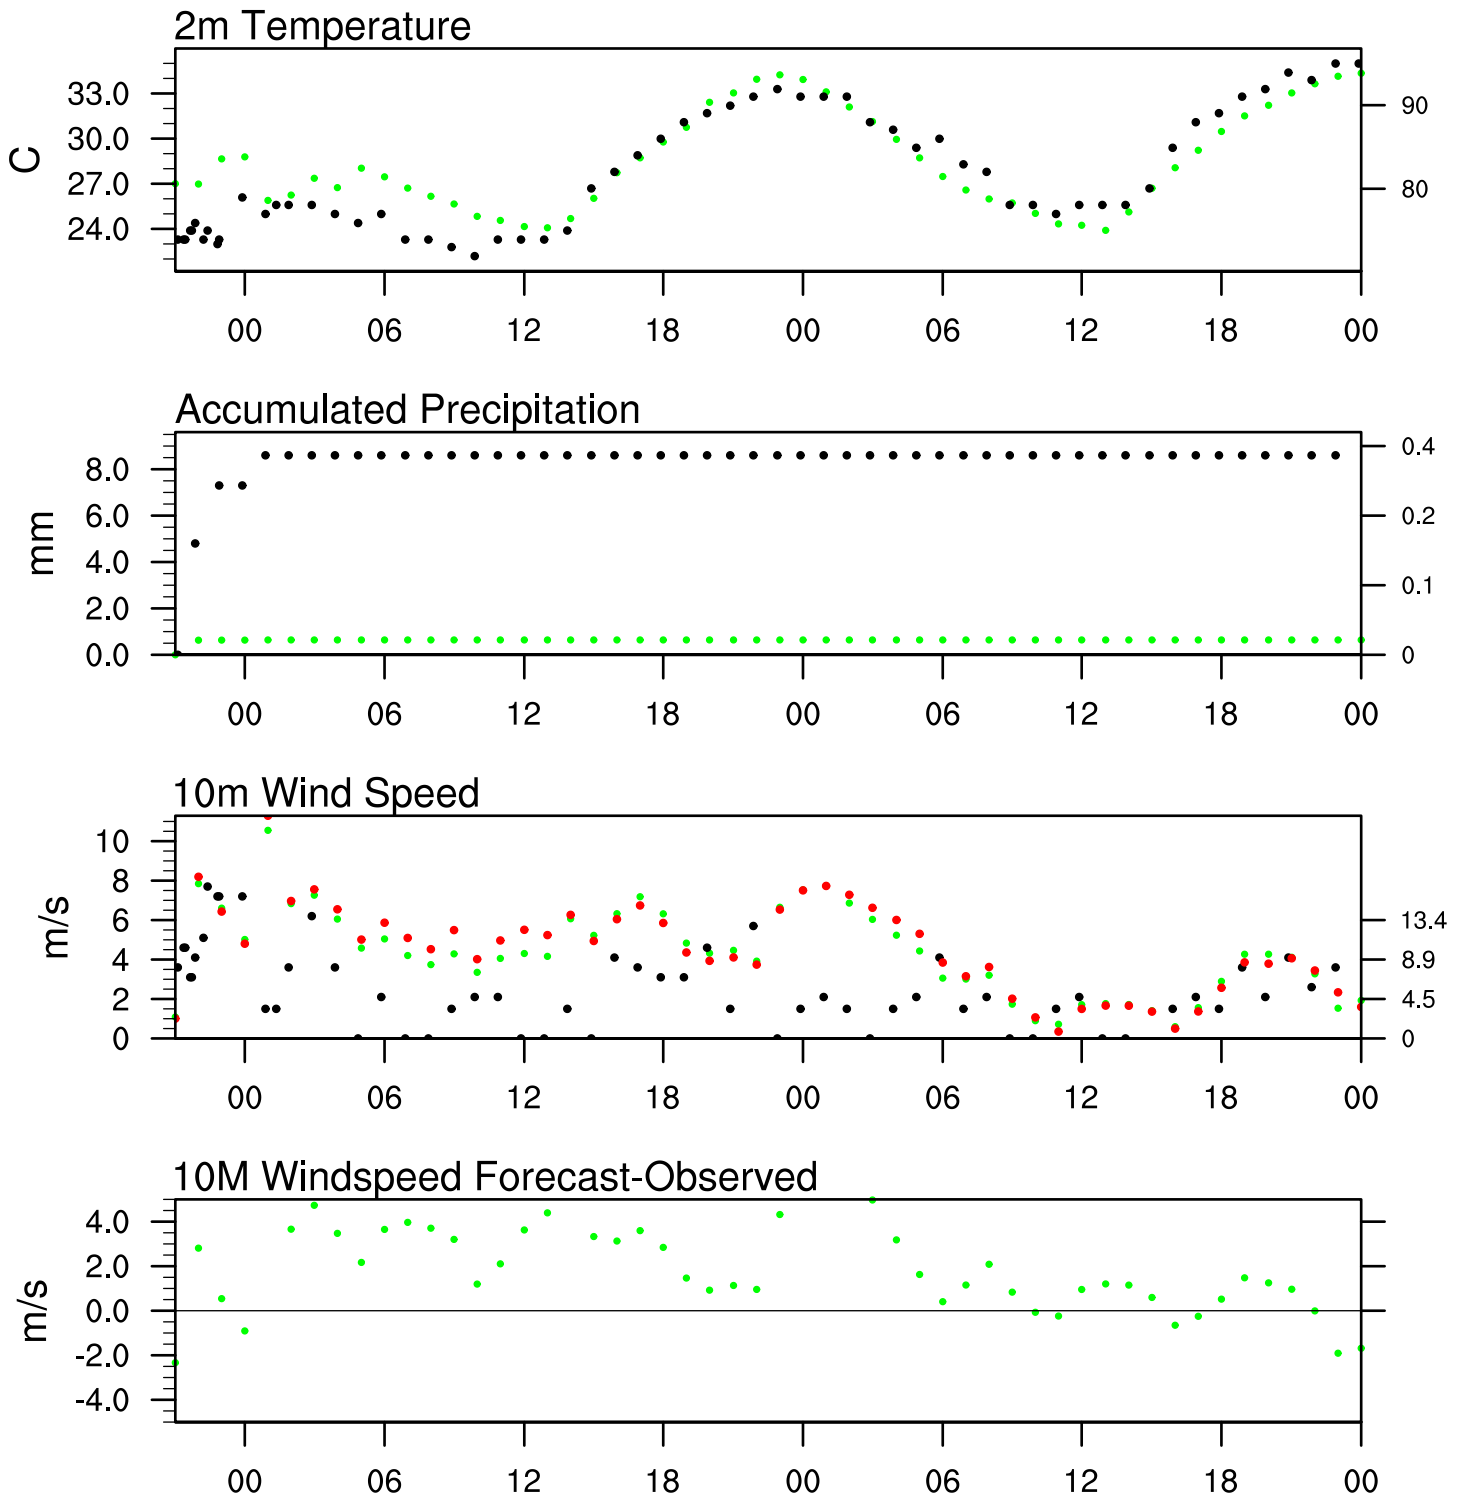 2m Temperature
33.0
30.0
27.0
24.0
C
90
80
00 06 12 18 00 06 12 18 00
Accumulated Precipitation
8.0
6.0
4.0
2.0
0.0
mm
0.4
0.2
0.1
0
00 06 12 18 00 06 12 18 00
10m Wind Speed
10
8
6
4
2
0
m/s
13.4
8.9
4.5
0
00 06 12 18 00 06 12 18 00
10M Windspeed Forecast-Observed
4.0
2.0
0.0
-2.0
-4.0
m/s
00 06 12 18 00 06 12 18 00